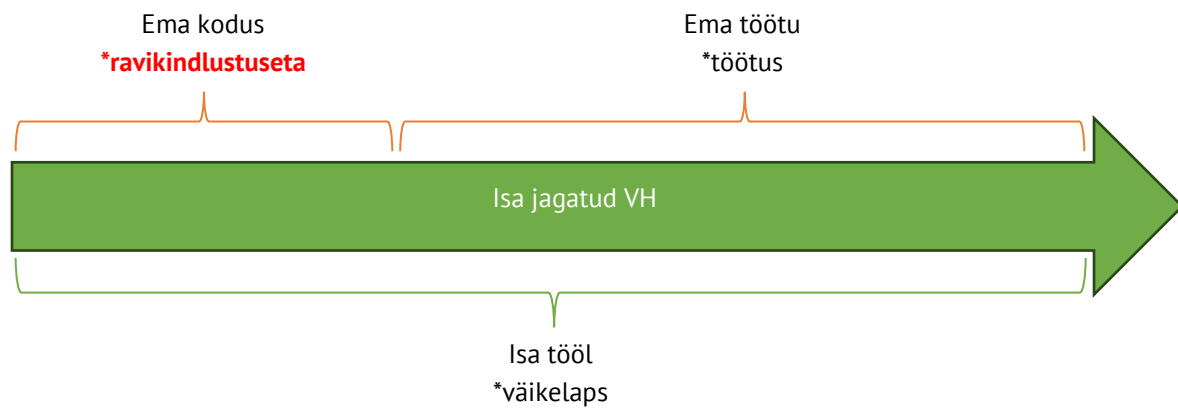 Ema kodus
*ravikindlustuseta
Ema töötu
*töötus
Isa jagatud VH
Isa tööl
*väikelaps